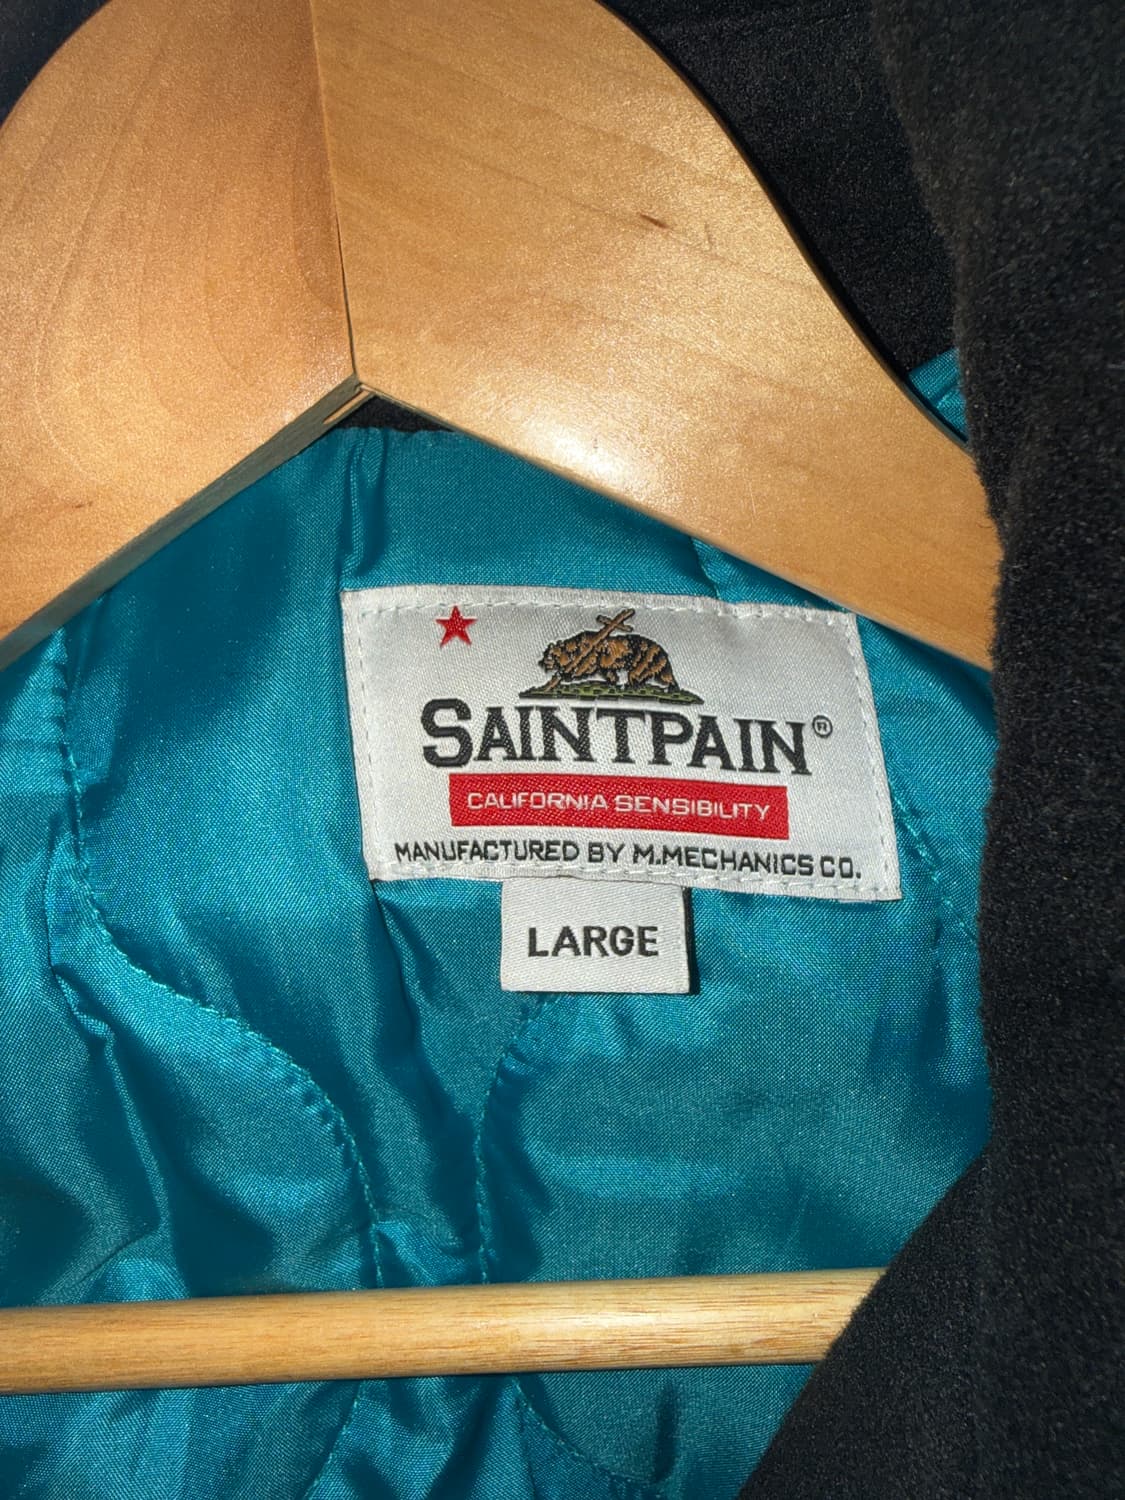 SAINTPAIN®
CALIFORNIA SENSIBILITY
MANUFACTURED BY M.MECHANICS CO.
LARGE